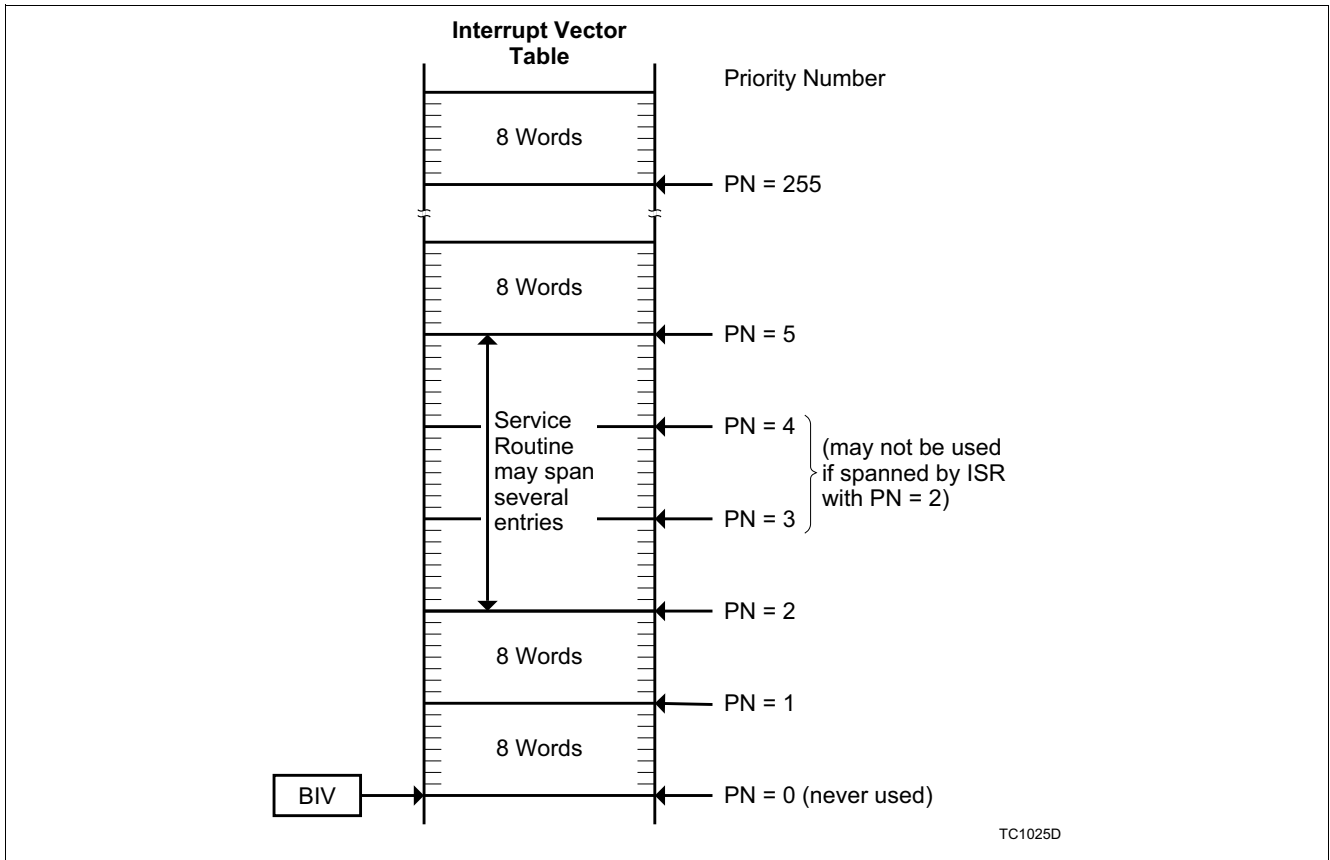 Interrupt Vector
Table
Priority Number
8 Words
PN = 255
8 Words
PN = 5
Service
Routine
may span
several
entries
PN = 4
(may not be used
if spanned by ISR
with PN = 2)
PN = 3
PN = 2
8 Words
PN = 1
8 Words
BIV
PN = 0 (never used)
TC1025D